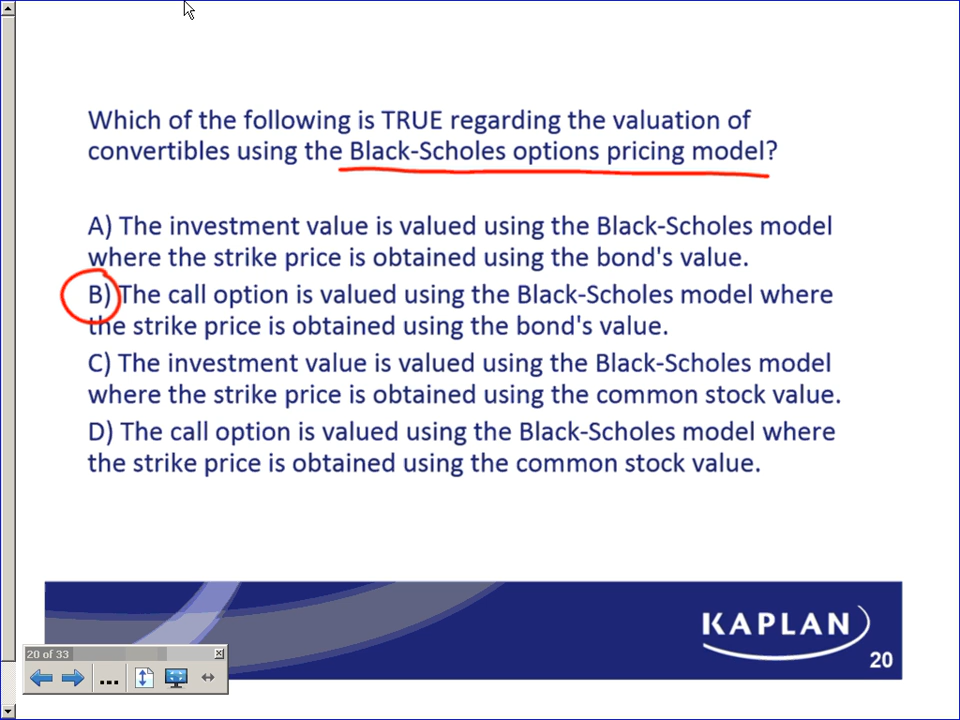 Which of the following is TRUE regarding the valuation of
convertibles using the Black-Scholes options pricing model?
A) The investment value is valued using the Black-Scholes model
where the strike price is obtained using the bond's value.
B) The call option is valued using the Black-Scholes model where
the strike price is obtained using the bond's value.
C) The investment value is valued using the Black-Scholes model
where the strike price is obtained using the common stock value.
D) The call option is valued using the Black-Scholes model where
the strike price is obtained using the common stock value.
KAPLAN
20
20 of 33
...